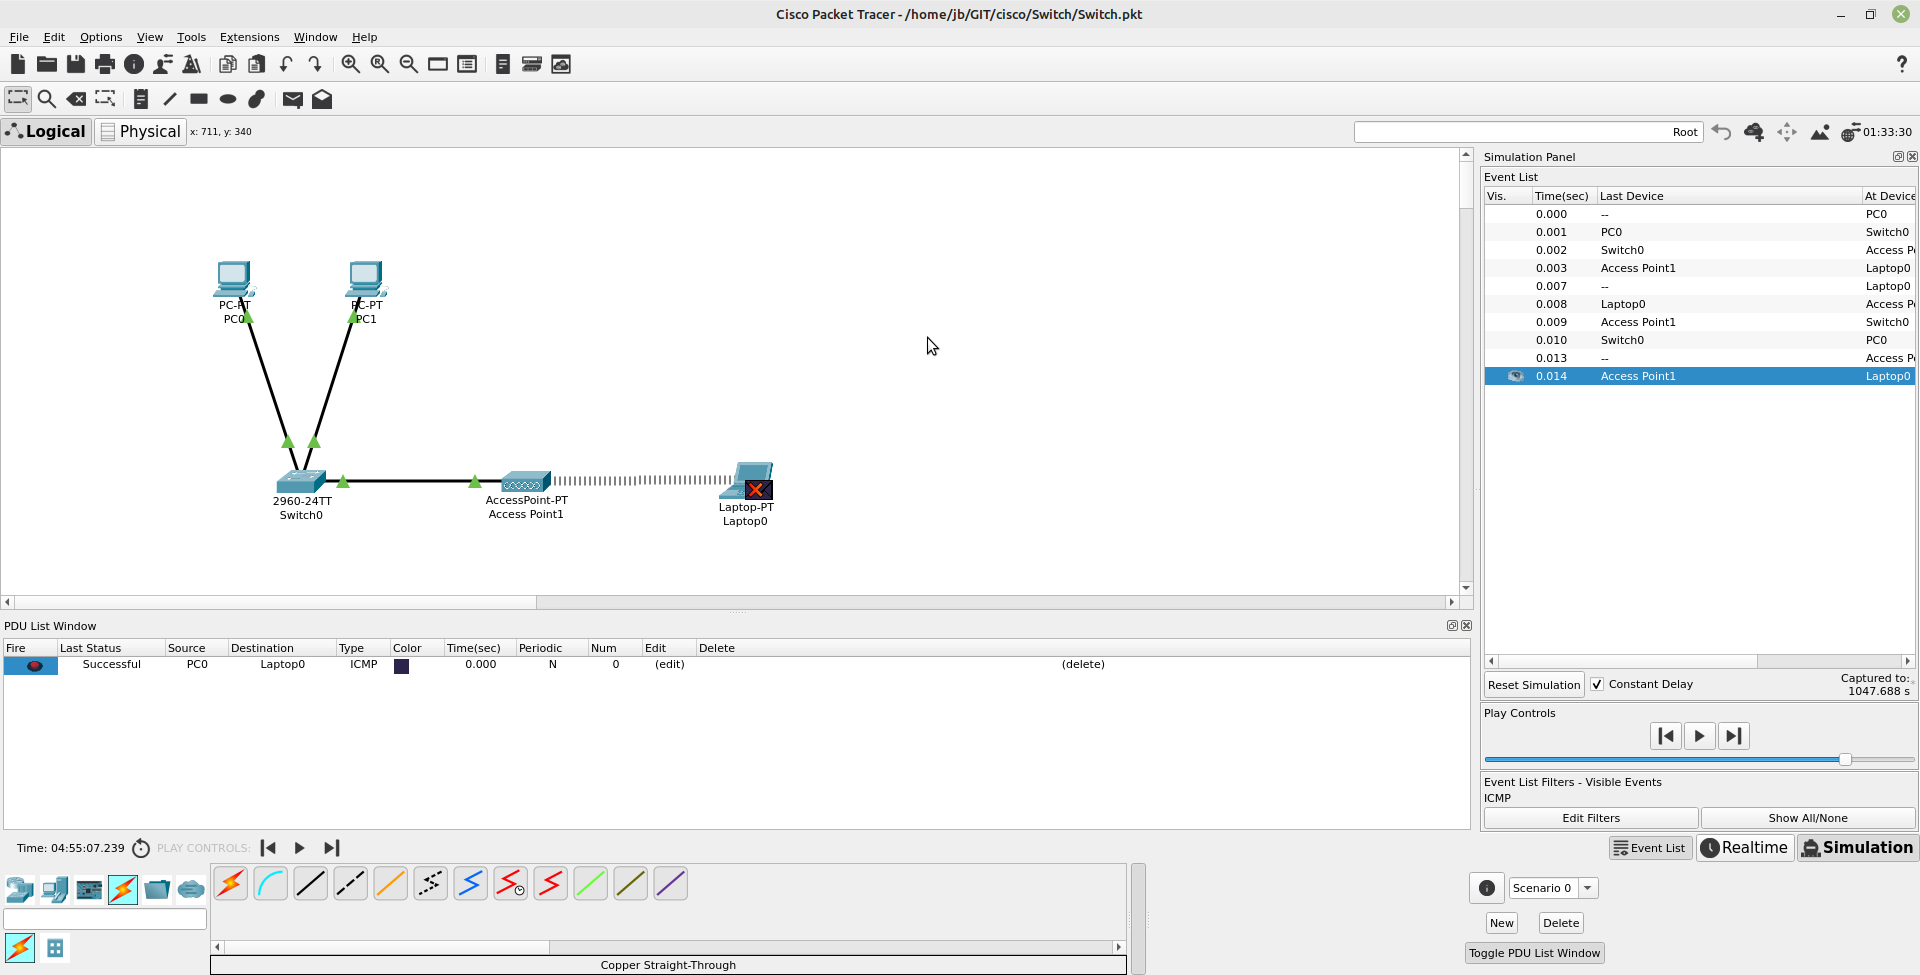 Cisco Packet Tracer - /home/jb/GIT/cisco/Switch/Switch.pkt
File Edit Options View Tools Extensions Window Help
Logical Physical x: 711, y: 340 Root 01:33:30
PC-PT
PC0
PC-PT
PC1
2960-24TT
Switch0
AccessPoint-PT
Access Point1
Laptop-PT
Laptop0
Simulation Panel
Event List
Vis. Time(sec) Last Device At Device
0.000 -- PC0
0.001 PC0 Switch0
0.002 Switch0 Access P
0.003 Access Point1 Laptop0
0.007 -- Laptop0
0.008 Laptop0 Access P
0.009 Access Point1 Switch0
0.010 Switch0 PC0
0.013 -- Access P
0.014 Access Point1 Laptop0
Reset Simulation Constant Delay Captured to:
1047.688 s
Play Controls
Event List Filters - Visible Events
ICMP
Edit Filters Show All/None
PDU List Window
Fire Last Status Source Destination Type Color Time(sec) Periodic Num Edit Delete
Successful PC0 Laptop0 ICMP 0.000 N 0 (edit) (delete)
Time: 04:55:07.239 PLAY CONTROLS:
Event List Realtime Simulation
Scenario 0
New Delete
Toggle PDU List Window
Copper Straight-Through